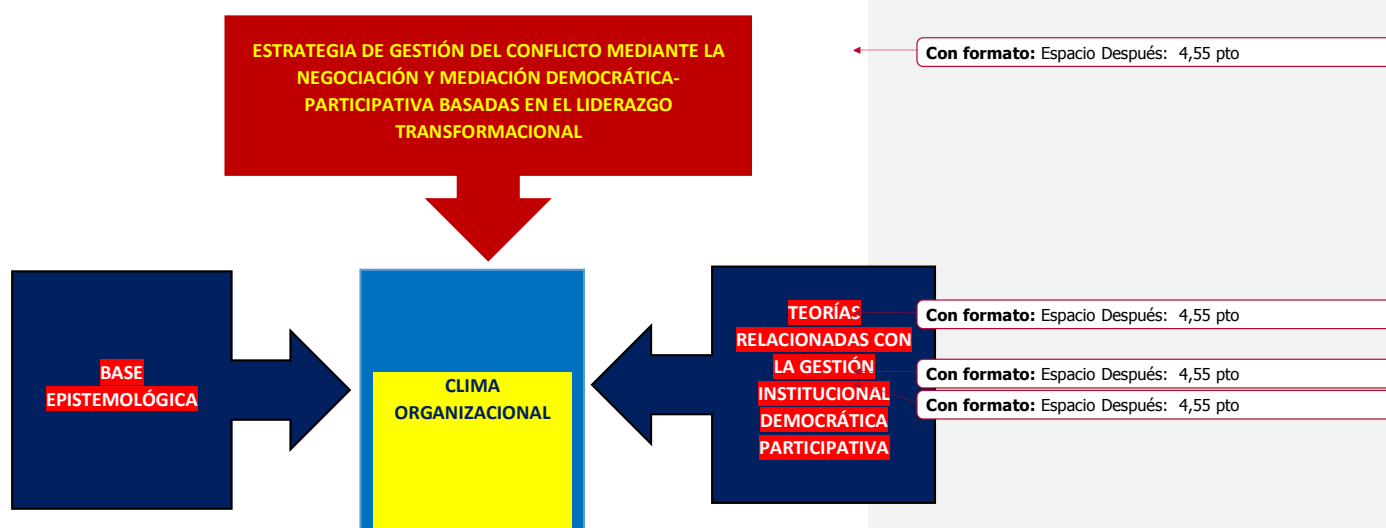 ESTRATEGIA DE GESTIÓN DEL CONFLICTO MEDIANTE LA
NEGOCIACIÓN Y MEDIACIÓN DEMOCRÁTICA-
PARTICIPATIVA BASADAS EN EL LIDERAZGO
TRANSFORMACIONAL
Con formato: Espacio Después: 4,55 pto
BASE
EPISTEMOLÓGICA
CLIMA
ORGANIZACIONAL
TEORÍAS
RELACIONADAS CON
LA GESTIÓN
INSTITUCIONAL
DEMOCRÁTICA
PARTICIPATIVA
Con formato: Espacio Después: 4,55 pto
Con formato: Espacio Después: 4,55 pto
Con formato: Espacio Después: 4,55 pto